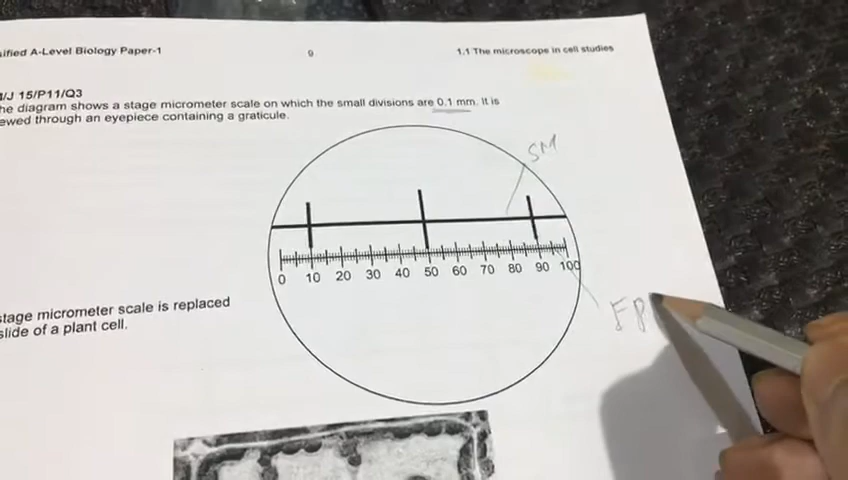 sified A-Level Biology Paper-1 9 1.1 The microscope in cell studies
/J 15/P11/Q3
he diagram shows a stage micrometer scale on which the small divisions are 0.1 mm. It is
ewed through an eyepiece containing a graticule.
SM
0 10 20 30 40 50 60 70 80 90 100
EP
stage micrometer scale is replaced
slide of a plant cell.